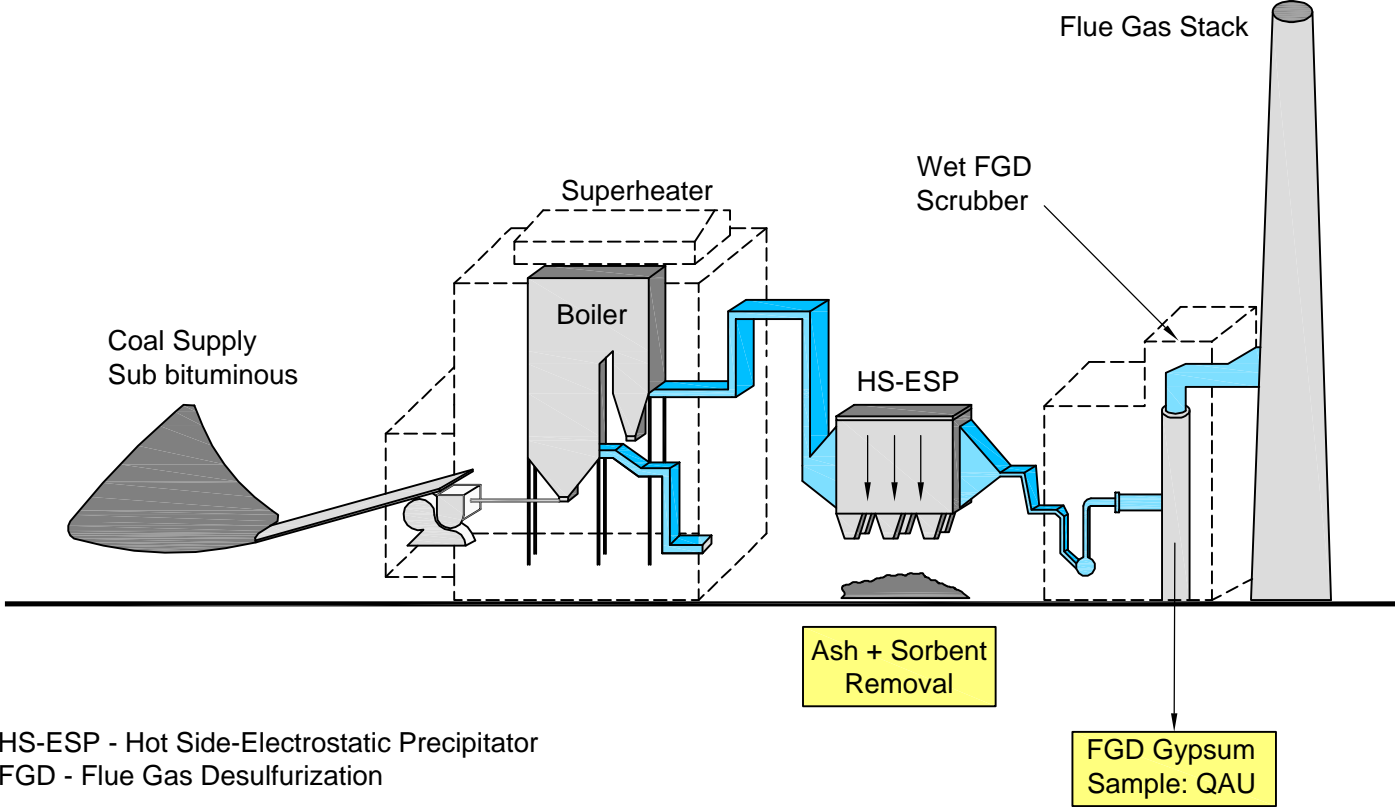 Flue Gas Stack
Wet FGD
Scrubber
Superheater
Boiler
Coal Supply
Sub bituminous
HS-ESP
Ash + Sorbent
Removal
HS-ESP - Hot Side-Electrostatic Precipitator
FGD - Flue Gas Desulfurization
FGD Gypsum
Sample: QAU